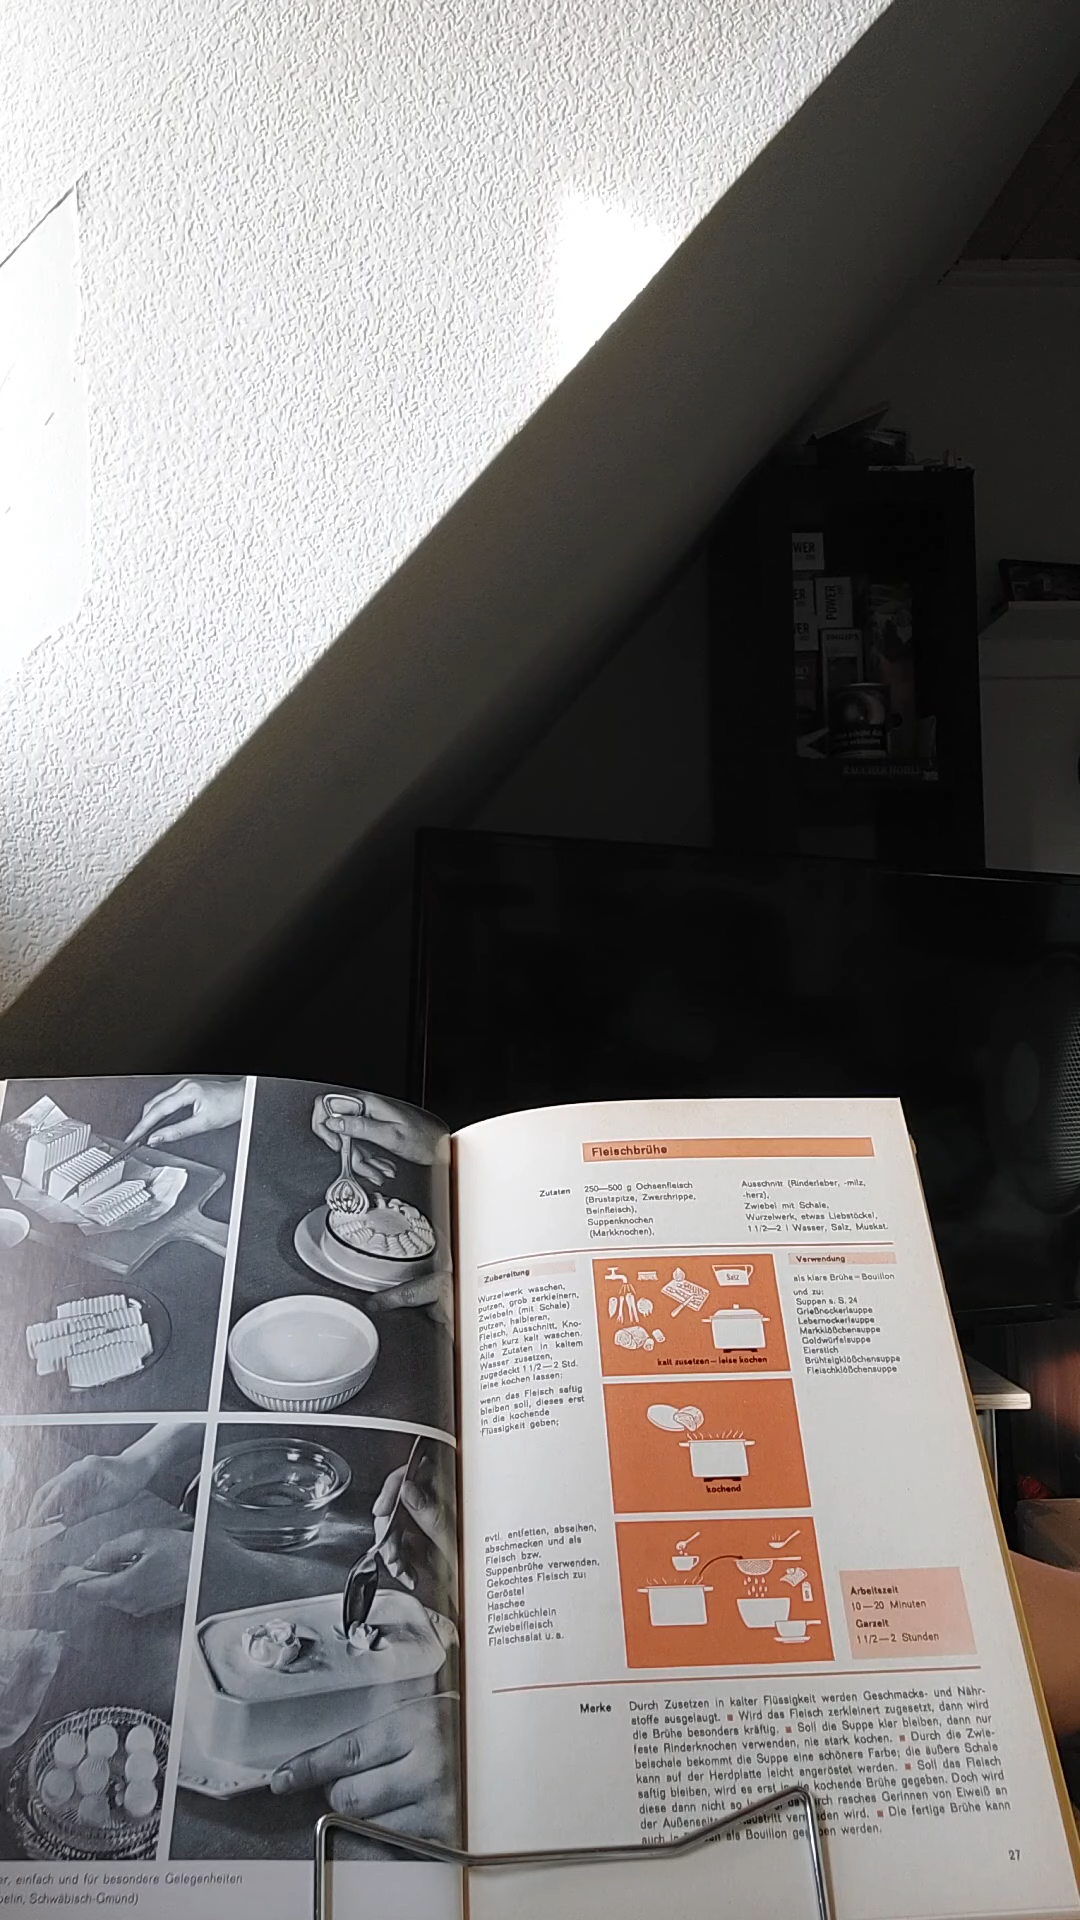 WER
ER
POWER
ER
PHILIPS
Fleischbrühe
Zutaten
250—500 g Ochsenfleisch
(Brustspitze, Zwerchrippe,
Beinfleisch),
Suppenknochen
(Markknochen),
Ausschnitt (Rinderleber, -milz,
-herz),
Zwiebel mit Schale,
Wurzelwerk, etwas Liebstöckel,
1 1/2—2 l Wasser, Salz, Muskat.
Zubereitung
Wurzelwerk waschen,
putzen, grob zerkleinern,
Zwiebeln (mit Schale)
putzen, halbieren,
Fleisch, Ausschnitt, Kno-
chen kurz kalt waschen.
Alle Zutaten in kaltem
Wasser zusetzen,
zugedeckt 1 1/2—2 Std.
leise kochen lassen;
wenn das Fleisch saftig
bleiben soll, dieses erst
in die kochende
Flüssigkeit geben;
evtl. entfetten, abseihen,
abschmecken und als
Fleisch bzw.
Suppenbrühe verwenden.
Gekochtes Fleisch zu:
Geröstel
Haschee
Fleischküchlein
Zwiebelfleisch
Fleischsalat u. a.
Salz
kalt zusetzen — leise kochen
kochend
Verwendung
als klare Brühe = Bouillon
und zu:
Suppen s. S. 24
Grießnockerlsuppe
Lebernockerlsuppe
Markklößchensuppe
Goldwürfelsuppe
Eierstich
Brühteigklößchensuppe
Fleischklößchensuppe
Arbeitszeit
10—20 Minuten
Garzeit
1 1/2—2 Stunden
Merke
Durch Zusetzen in kalter Flüssigkeit werden Geschmacks- und Nähr-
stoffe ausgelaugt. ■ Wird das Fleisch zerkleinert zugesetzt, dann wird
die Brühe besonders kräftig. ■ Soll die Suppe klar bleiben, dann nur
feste Rinderknochen verwenden, nie stark kochen. ■ Durch die Zwie-
belschale bekommt die Suppe eine schönere Farbe; die äußere Schale
kann auf der Herdplatte leicht angeröstet werden. ■ Soll das Fleisch
saftig bleiben, wird es erst in die kochende Brühe gegeben. Doch wird
diese dann nicht so durch rasches Gerinnen von Eiweiß an
der wird. ■ Die fertige Brühe kann
auch in als Bouillon gegeben werden.
27
er, einfach und für besondere Gelegenheiten
belin, Schwäbisch-Gmünd)